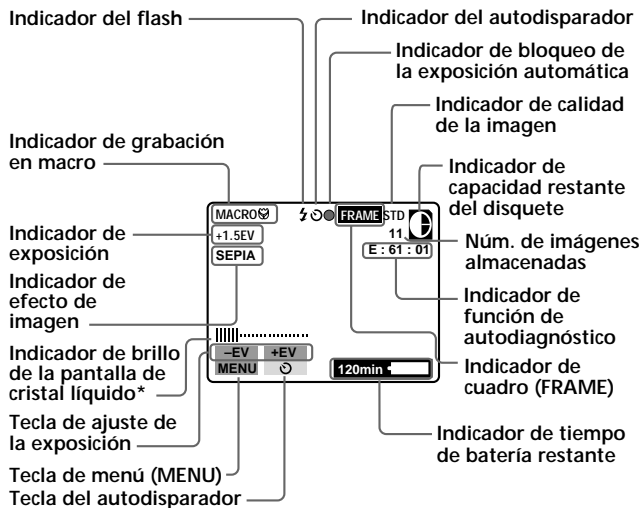 Indicador del flash
Indicador del autodisparador
Indicador de bloqueo de
la exposición automática
Indicador de calidad
de la imagen
Indicador de grabación
en macro
Indicador de
capacidad restante
del disquete
Indicador de
exposición
Núm. de imágenes
almacenadas
Indicador de
efecto de
imagen
Indicador de
función de
autodiagnóstico
Indicador de brillo
de la pantalla de
cristal líquido*
Indicador de
cuadro (FRAME)
Tecla de ajuste de
la exposición
Indicador de tiempo
de batería restante
Tecla de menú (MENU)
Tecla del autodisparador
MACRO FRAME STD
+1.5EV 11
SEPIA E : 61 : 01
–EV +EV
MENU 120min